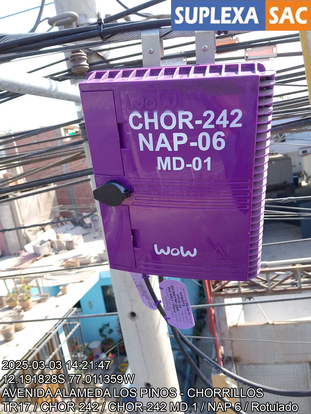 SUPLEXA SAC
WOW
CHOR-242
NAP-06
MD-01
WOW
2025-03-03 14:21:47
12.191828S 77.011359W
AVENIDA ALAMEDA LOS PINOS - CHORRILLOS
TR17 / CHOR-242 / CHOR-242 MD 1 / NAP 6 / Rotulado